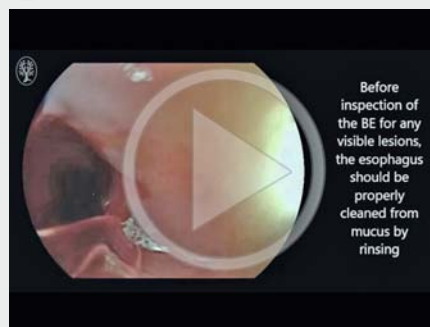 Before
inspection of
the BE for any
visible lesions,
the esophagus
should be
properly
cleaned from
mucus by
rinsing